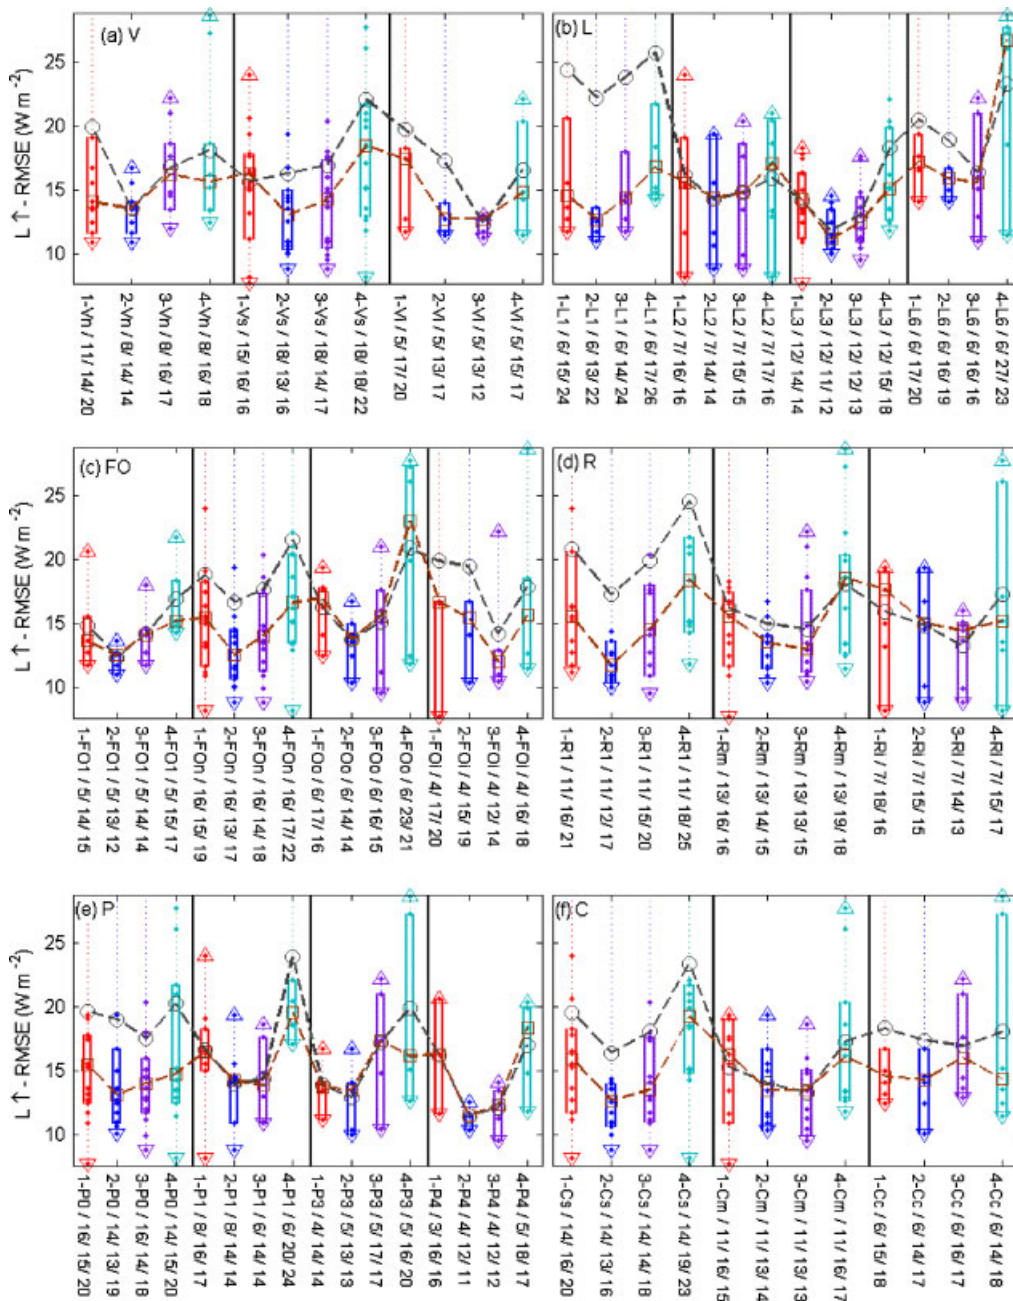 (a) V
(b) L
L ↑ - RMSE (W m⁻²)
25
20
15
10
1-Vn / 11/ 14/ 20
2-Vn / 8/ 14/ 14
3-Vn / 8/ 16/ 17
4-Vn / 8/ 16/ 18
1-Vs / 15/ 16/ 16
2-Vs / 18/ 13/ 16
3-Vs / 18/ 14/ 17
4-Vs / 18/ 18/ 22
1-Vi / 5/ 17/ 20
2-Vi / 5/ 13/ 17
3-Vi / 5/ 13/ 12
4-Vi / 5/ 15/ 17
1-L1 / 6/ 15/ 24
2-L1 / 6/ 13/ 22
3-L1 / 6/ 14/ 24
4-L1 / 6/ 17/ 26
1-L2 / 7/ 16/ 16
2-L2 / 7/ 14/ 14
3-L2 / 7/ 15/ 15
4-L2 / 7/ 17/ 16
1-L3 / 12/ 14/ 14
2-L3 / 12/ 11/ 12
3-L3 / 12/ 12/ 13
4-L3 / 12/ 15/ 18
1-L6 / 6/ 17/ 20
2-L6 / 6/ 16/ 19
3-L6 / 6/ 16/ 16
4-L6 / 6/ 27/ 23
(c) FO
(d) R
L ↑ - RMSE (W m⁻²)
25
20
15
10
1-FO1 / 5/ 14/ 15
2-FO1 / 5/ 13/ 12
3-FO1 / 5/ 14/ 14
4-FO1 / 5/ 15/ 17
1-FOn / 16/ 15/ 19
2-FOn / 16/ 13/ 17
3-FOn / 16/ 14/ 18
4-FOn / 16/ 17/ 22
1-FOo / 6/ 17/ 16
2-FOo / 6/ 14/ 14
3-FOo / 6/ 16/ 15
4-FOo / 6/ 23/ 21
1-FOi / 4/ 17/ 20
2-FOi / 4/ 15/ 19
3-FOi / 4/ 12/ 14
4-FOi / 4/ 16/ 18
1-R1 / 11/ 16/ 21
2-R1 / 11/ 12/ 17
3-R1 / 11/ 15/ 20
4-R1 / 11/ 18/ 25
1-Rm / 13/ 16/ 16
2-Rm / 13/ 14/ 15
3-Rm / 13/ 13/ 15
4-Rm / 13/ 19/ 18
1-Ri / 7/ 18/ 16
2-Ri / 7/ 15/ 15
3-Ri / 7/ 14/ 13
4-Ri / 7/ 15/ 17
(e) P
(f) C
L ↑ - RMSE (W m⁻²)
25
20
15
10
1-P0 / 16/ 15/ 20
2-P0 / 14/ 13/ 19
3-P0 / 16/ 14/ 18
4-P0 / 14/ 15/ 20
1-P1 / 8/ 16/ 17
2-P1 / 8/ 14/ 14
3-P1 / 6/ 14/ 14
4-P1 / 6/ 20/ 24
1-P3 / 4/ 14/ 14
2-P3 / 5/ 13/ 13
3-P3 / 5/ 17/ 17
4-P3 / 5/ 16/ 20
1-P4 / 3/ 16/ 16
2-P4 / 4/ 12/ 11
3-P4 / 4/ 12/ 12
4-P4 / 5/ 18/ 17
1-Cs / 14/ 16/ 20
2-Cs / 14/ 13/ 16
3-Cs / 14/ 14/ 18
4-Cs / 14/ 19/ 23
1-Cm / 11/ 16/ 15
2-Cm / 11/ 13/ 14
3-Cm / 11/ 13/ 13
4-Cm / 11/ 16/ 17
1-Cc / 6/ 15/ 18
2-Cc / 6/ 14/ 17
3-Cc / 6/ 16/ 17
4-Cc / 6/ 14/ 18